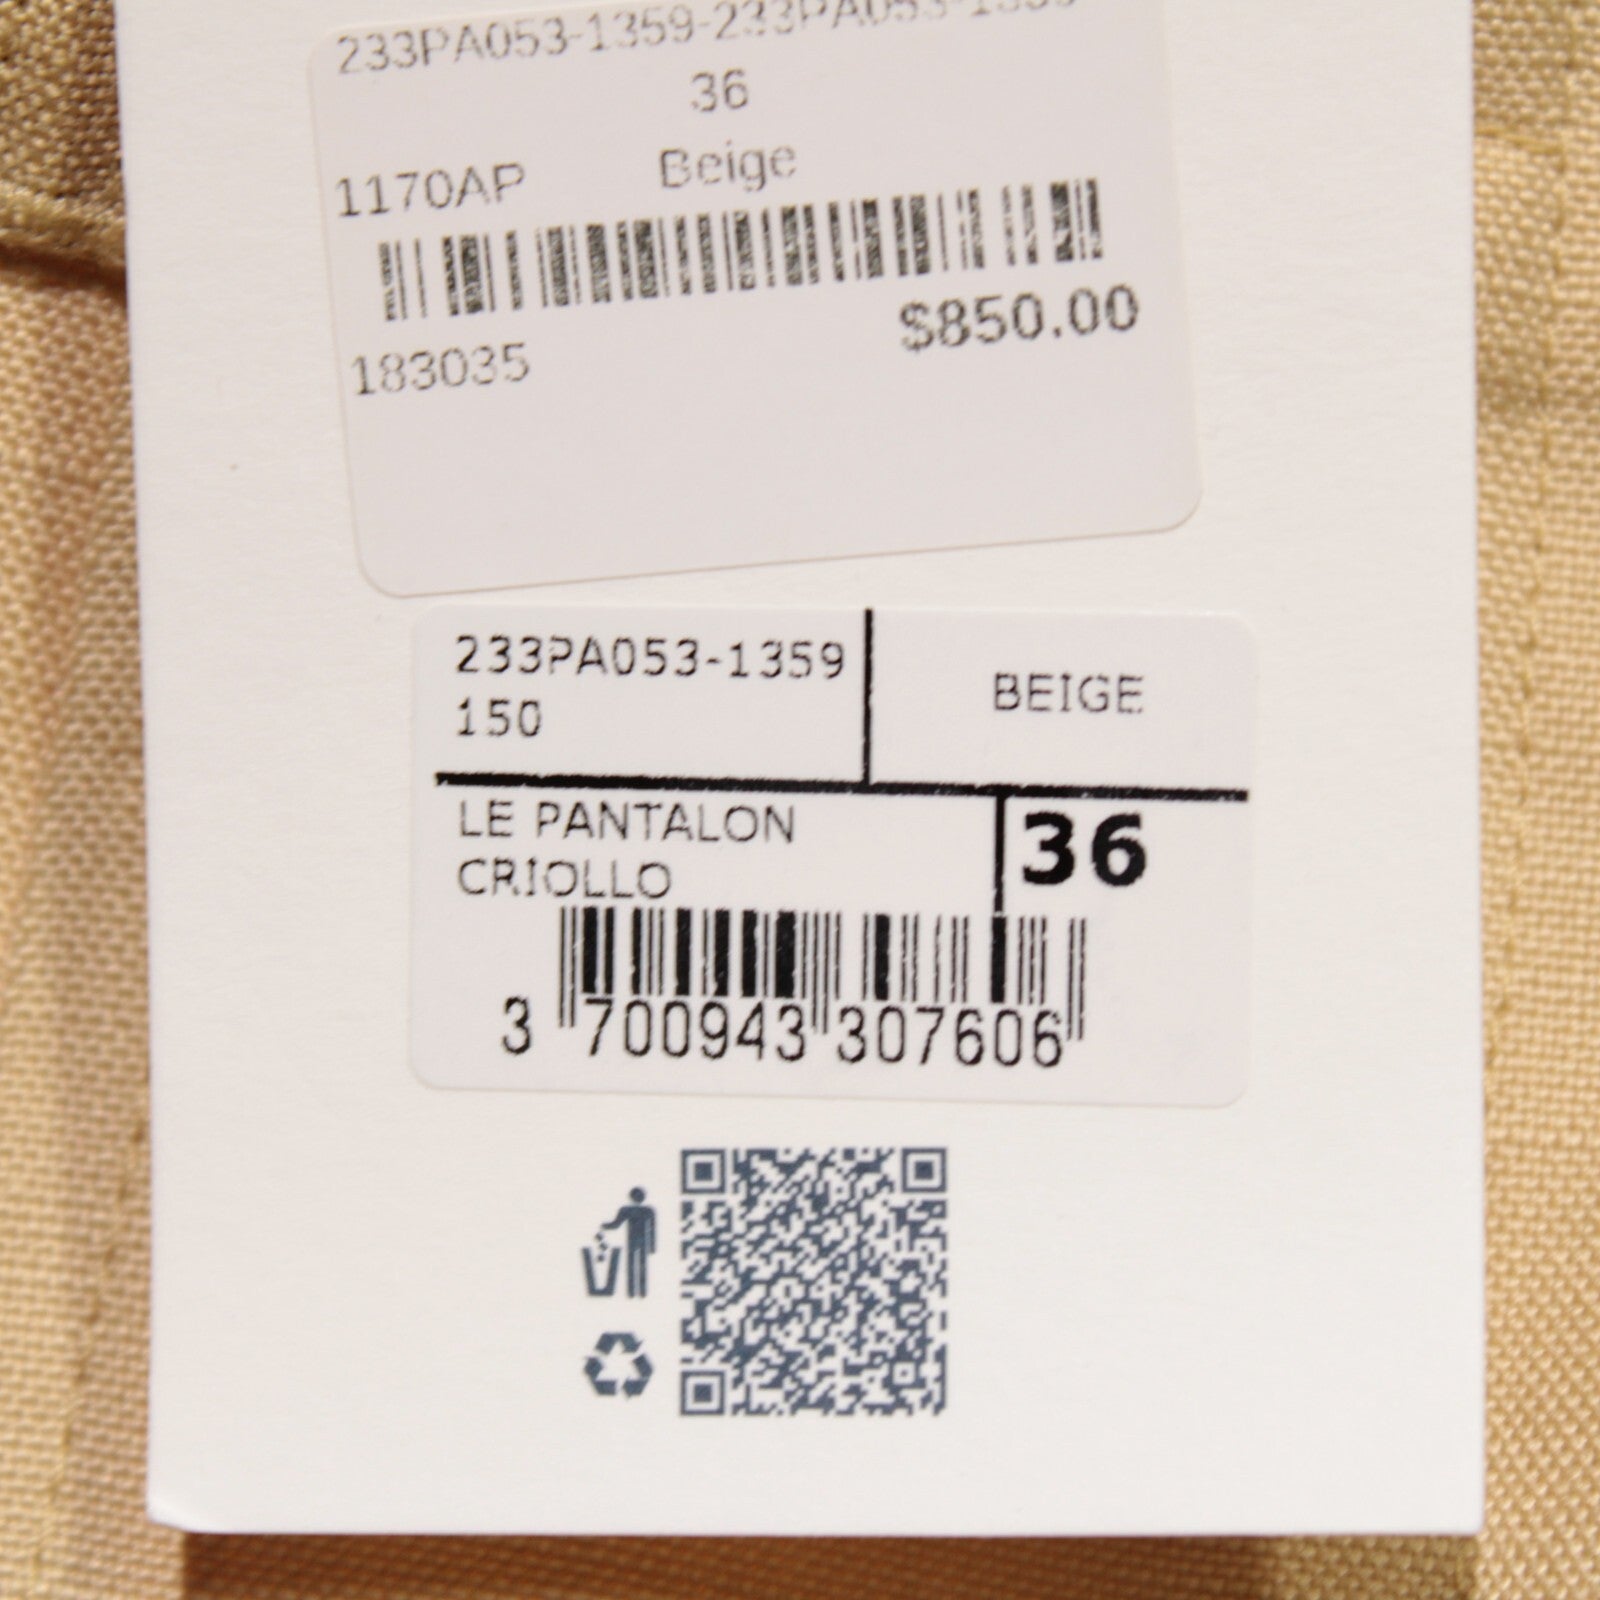 233PA053-1359-233PA053-1359
36
1170AP Beige
$850.00
183035
233PA053-1359
150
BEIGE
LE PANTALON
CRIOLLO
36
3 700943 307606